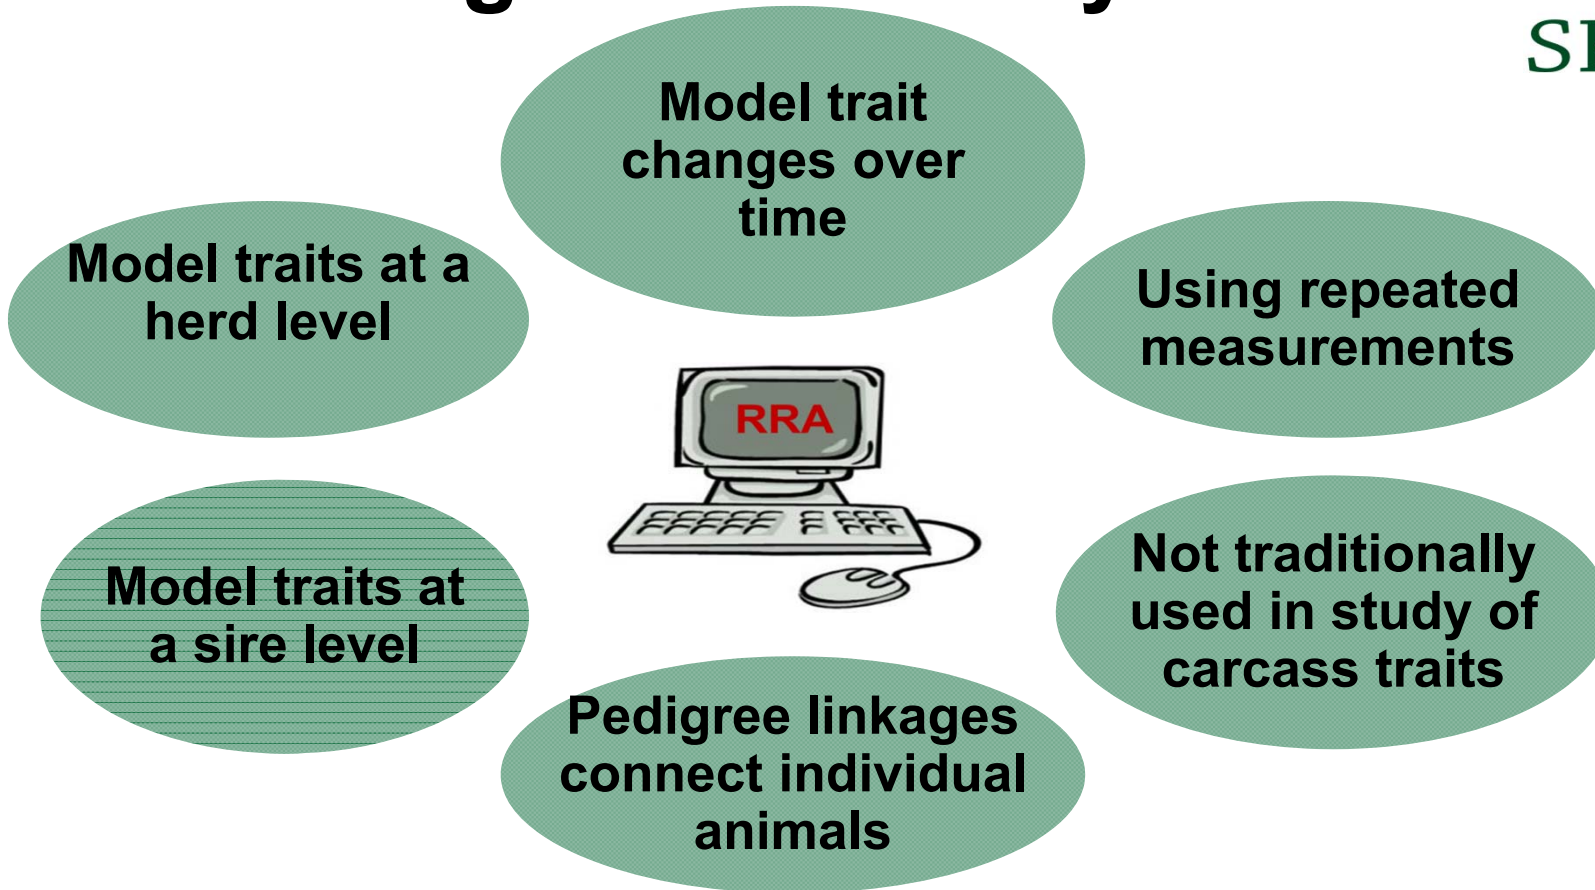 Model trait
changes over
time
Model traits at a
herd level
Using repeated
measurements
RRA
Model traits at
a sire level
Not traditionally
used in study of
carcass traits
Pedigree linkages
connect individual
animals